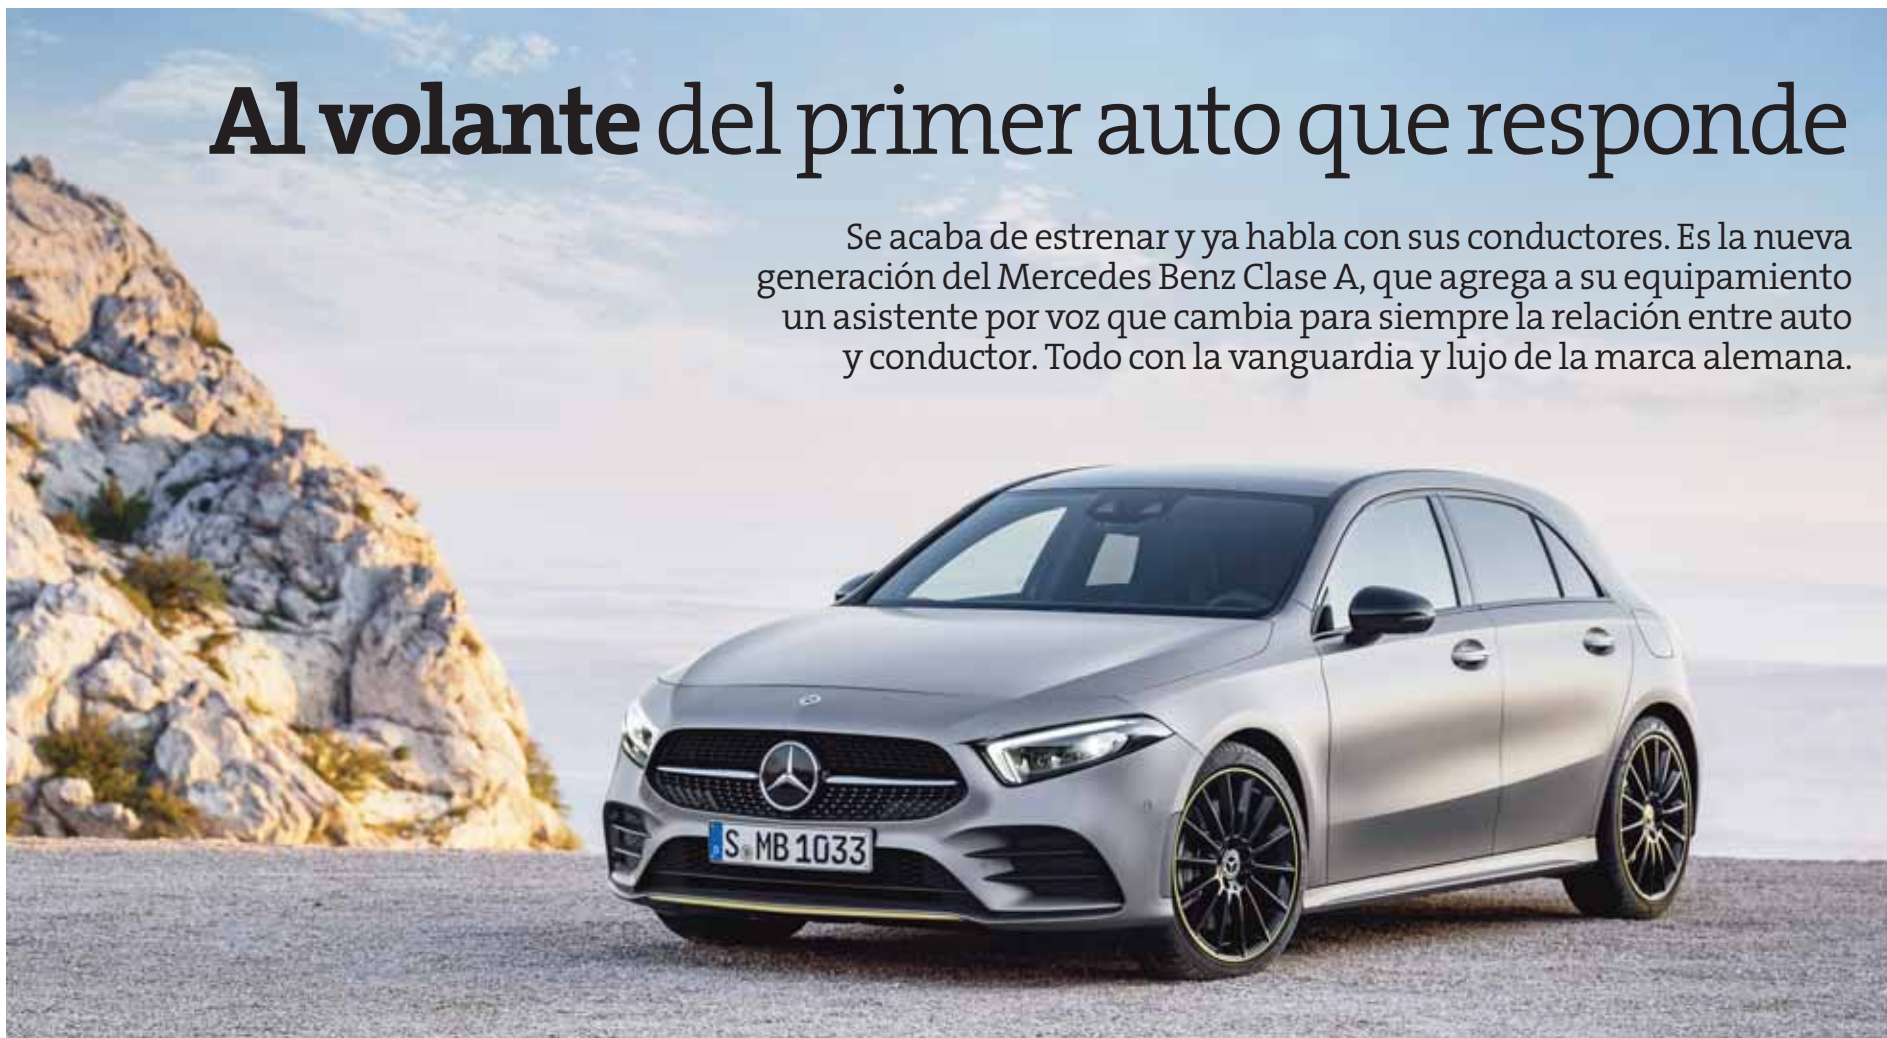 Al volante del primer auto que responde
Se acaba de estrenar y ya habla con sus conductores. Es la nueva
generación del Mercedes Benz Clase A, que agrega a su equipamiento
un asistente por voz que cambia para siempre la relación entre auto
y conductor. Todo con la vanguardia y lujo de la marca alemana.
S MB 1033